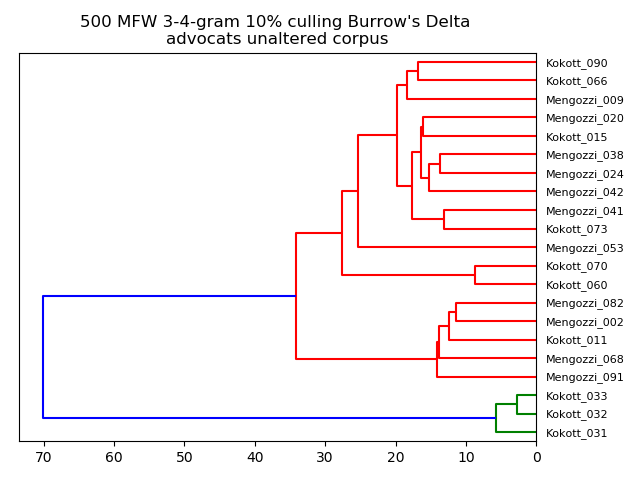 500 MFW 3-4-gram 10% culling Burrow's Delta
advocats unaltered corpus
Kokott_090
Kokott_066
Mengozzi_009
Mengozzi_020
Kokott_015
Mengozzi_038
Mengozzi_024
Mengozzi_042
Mengozzi_041
Kokott_073
Mengozzi_053
Kokott_070
Kokott_060
Mengozzi_082
Mengozzi_002
Kokott_011
Mengozzi_068
Mengozzi_091
Kokott_033
Kokott_032
Kokott_031
70 60 50 40 30 20 10 0